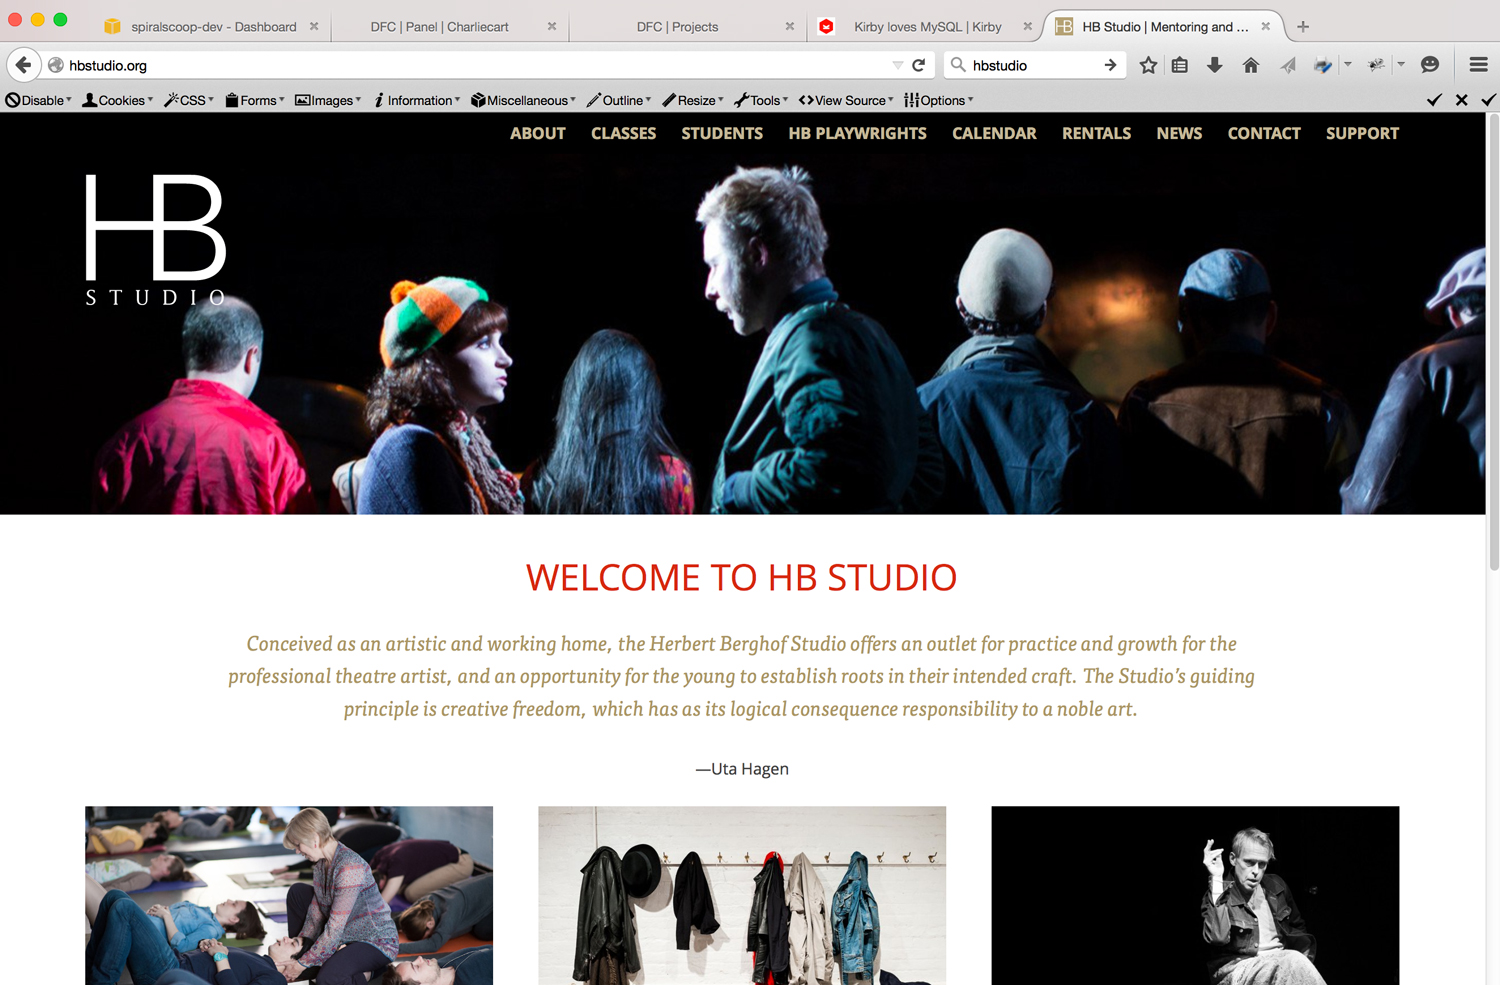 spiralscoop-dev - Dashboard
DFC | Panel | Charliecart
DFC | Projects
Kirby loves MySQL | Kirby
HB Studio | Mentoring and ...
hbstudio.org
hbstudio
Disable
Cookies
CSS
Forms
Images
Information
Miscellaneous
Outline
Resize
Tools
View Source
Options
ABOUT
CLASSES
STUDENTS
HB PLAYWRIGHTS
CALENDAR
RENTALS
NEWS
CONTACT
SUPPORT
HB
STUDIO
WELCOME TO HB STUDIO
Conceived as an artistic and working home, the Herbert Berghof Studio offers an outlet for practice and growth for the
professional theatre artist, and an opportunity for the young to establish roots in their intended craft. The Studio’s guiding
principle is creative freedom, which has as its logical consequence responsibility to a noble art.
—Uta Hagen